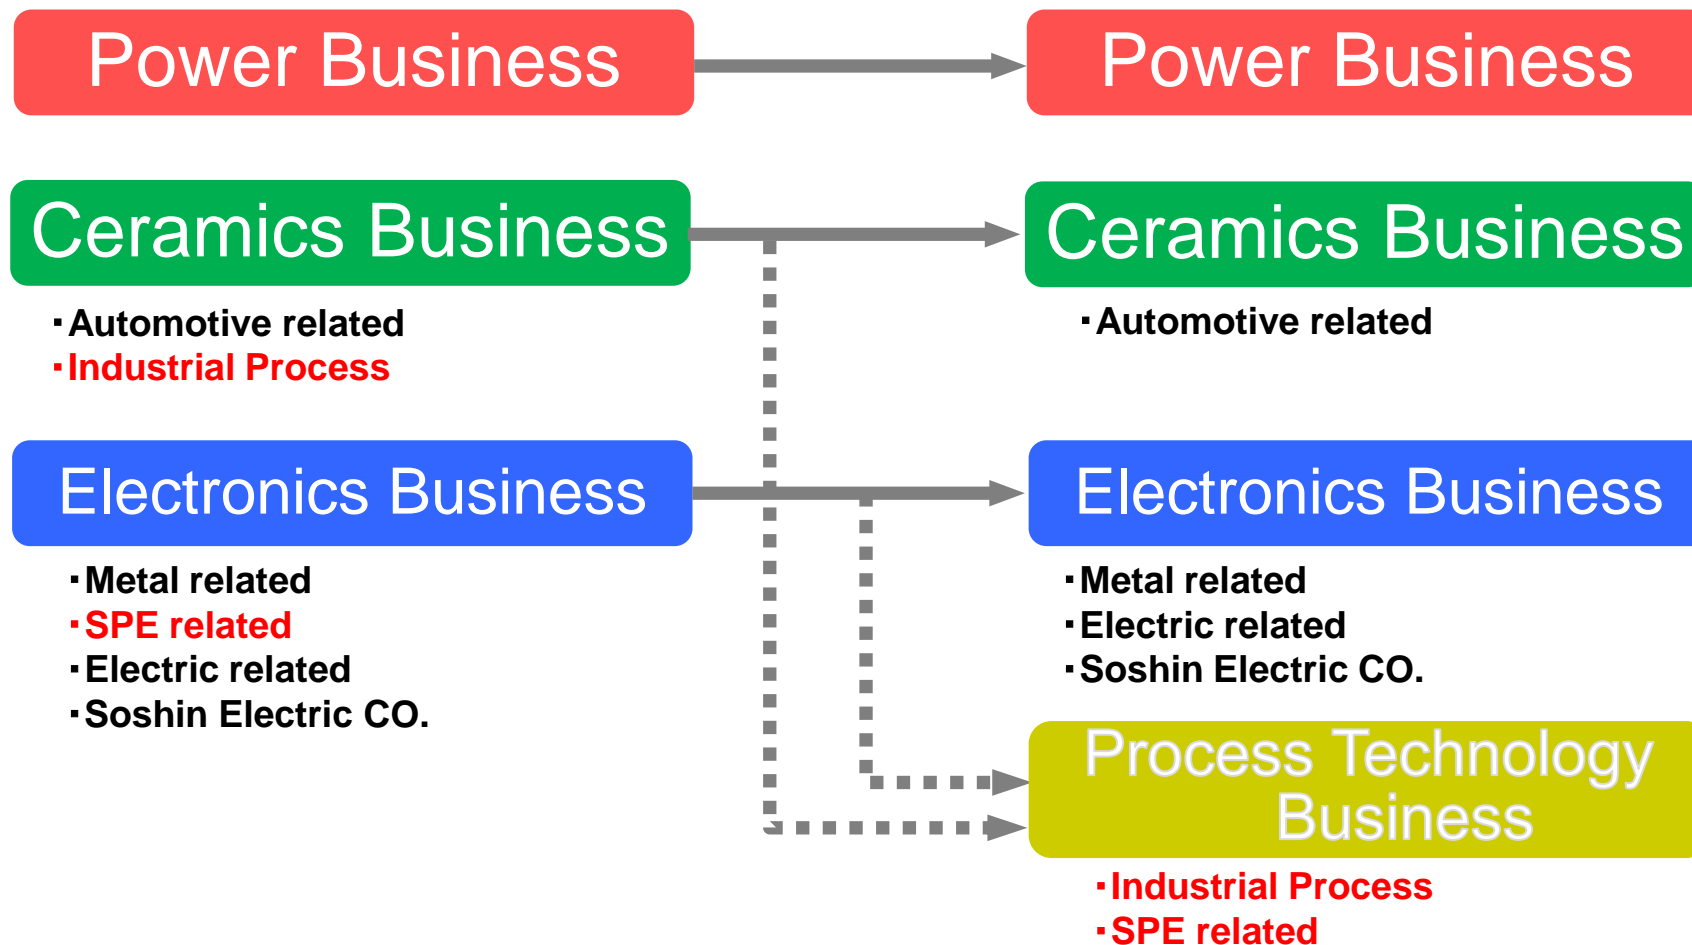 Power Business
Power Business
Ceramics Business
Ceramics Business
・Automotive related
・Industrial Process
・Automotive related
Electronics Business
Electronics Business
・Metal related
・SPE related
・Electric related
・Soshin Electric CO.
・Metal related
・Electric related
・Soshin Electric CO.
Process Technology
Business
・Industrial Process
・SPE related